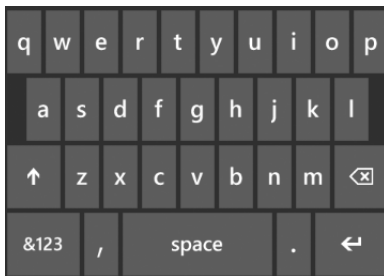 q w e r t y u i o p
a s d f g h j k l
z x c v b n m
&123 , space .